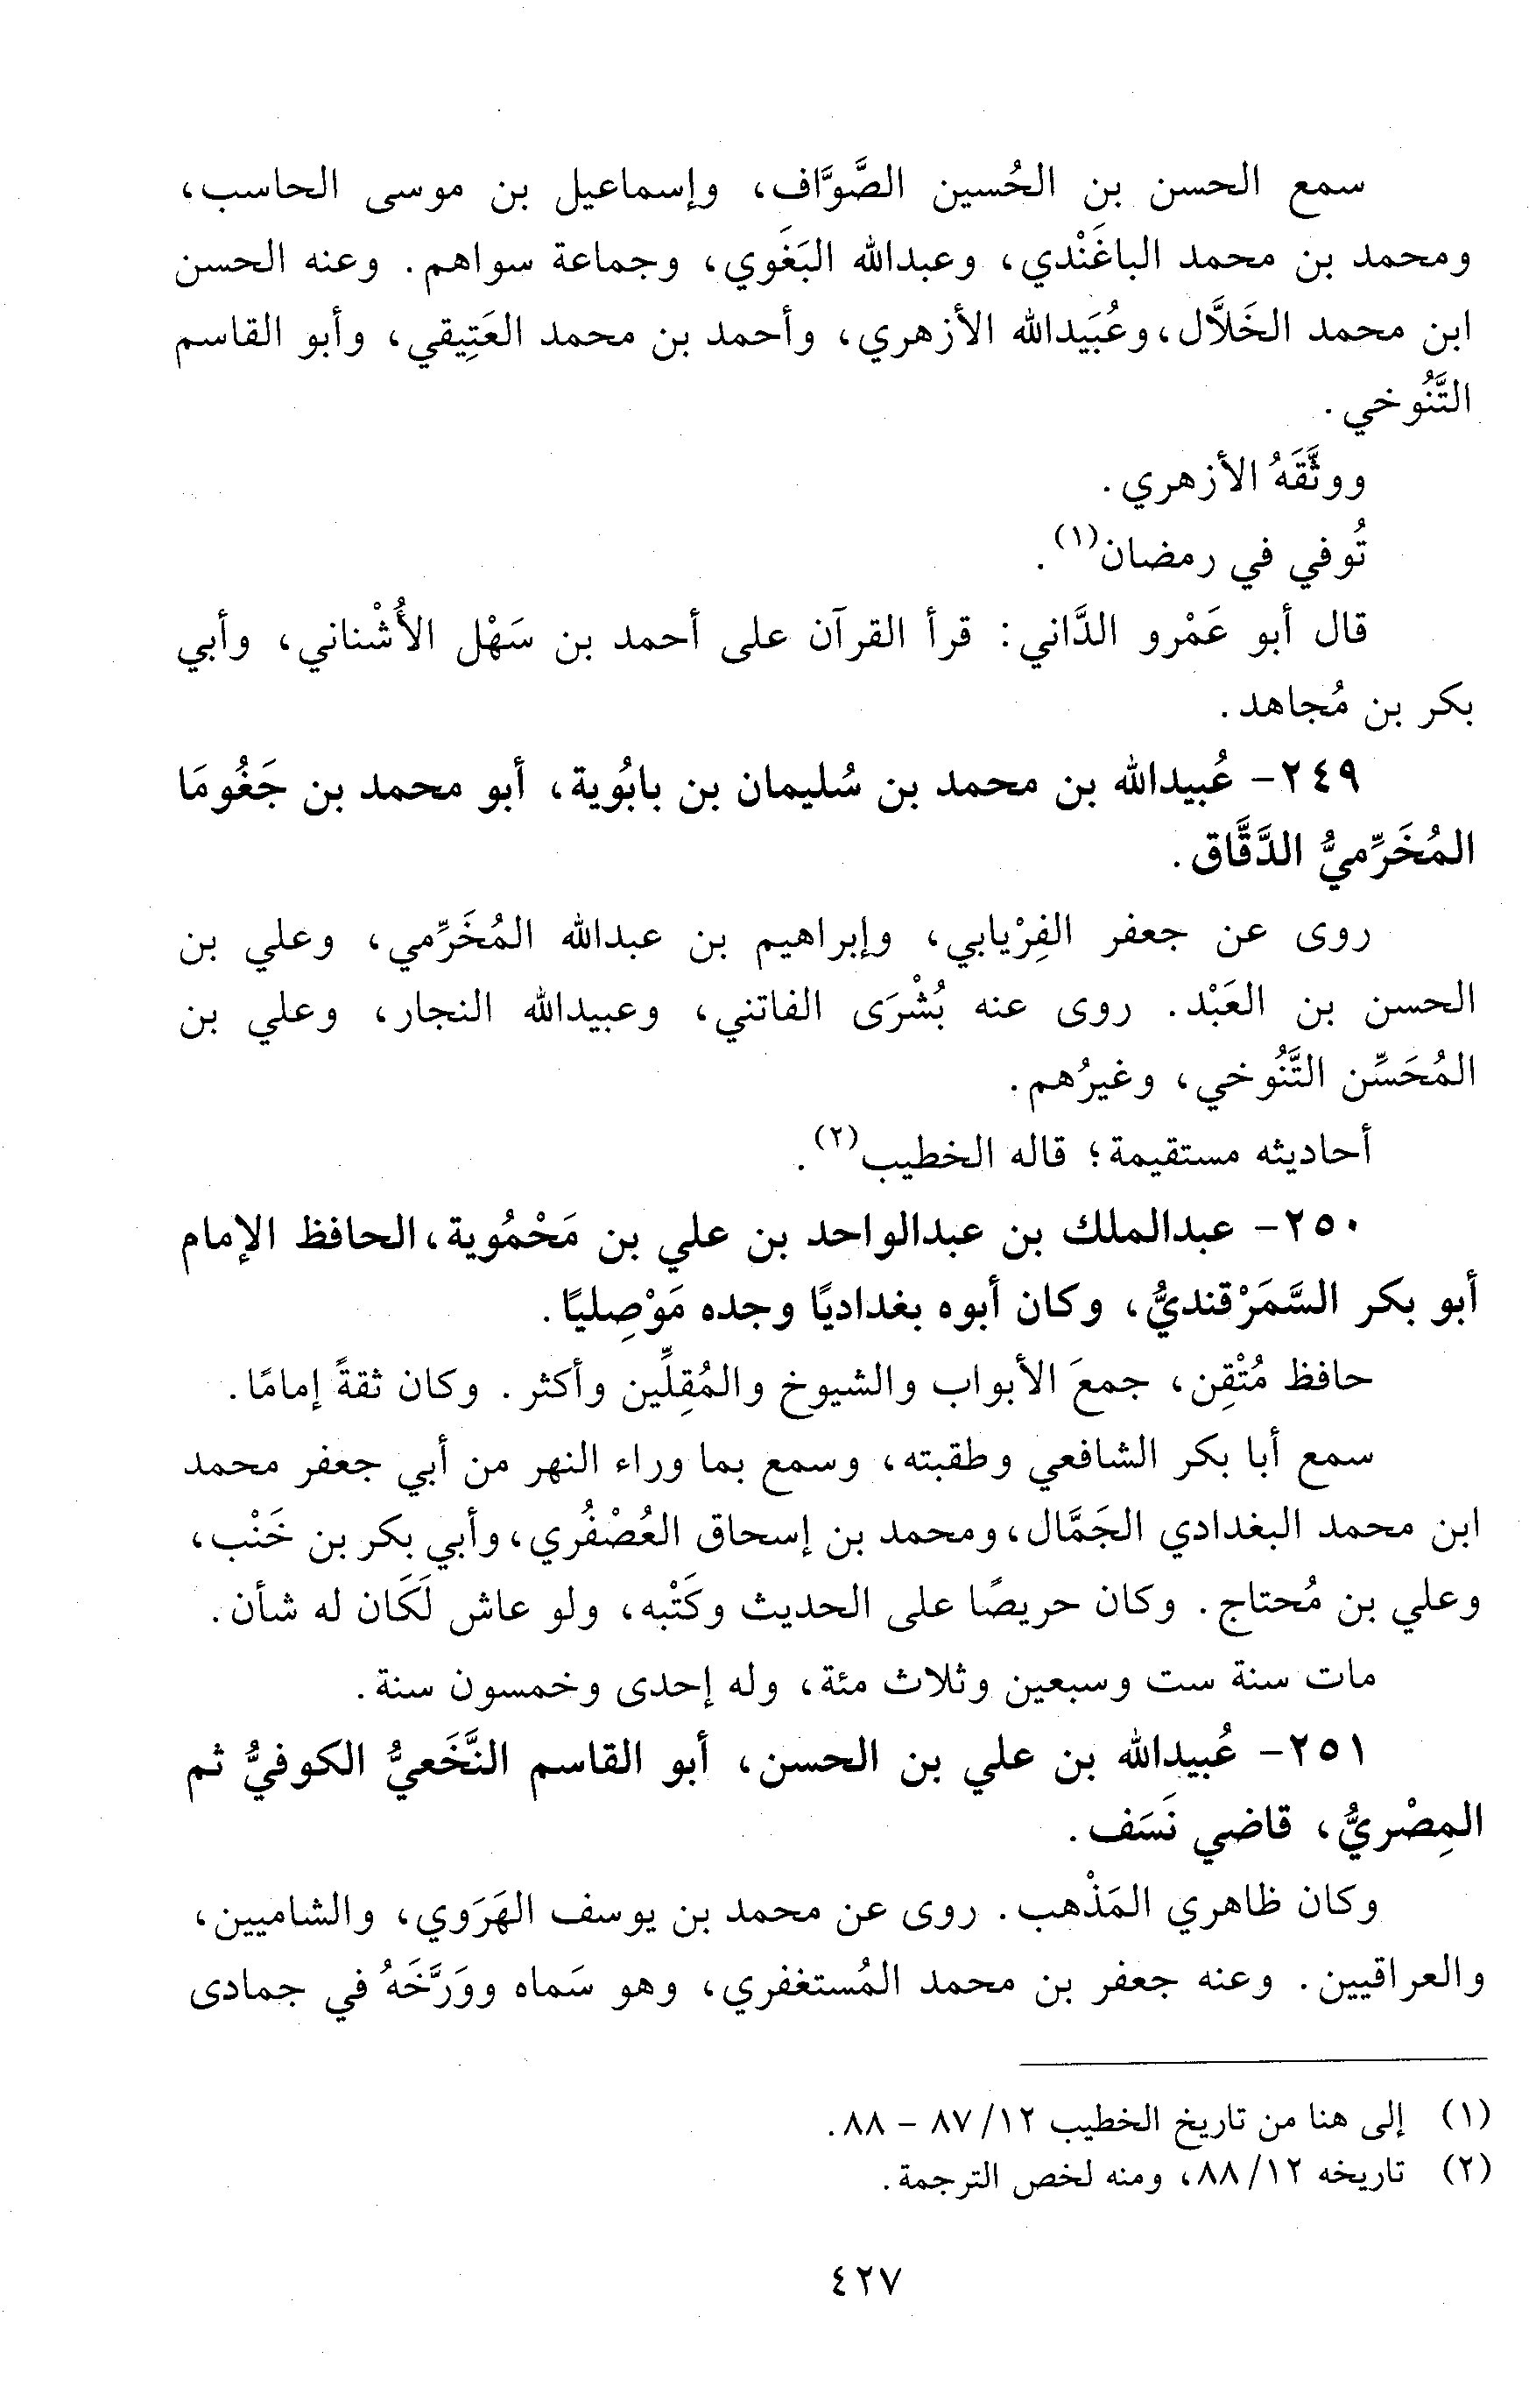 سمع الحسن بن الحُسين الصَّوَّاف، وإسماعيل بن موسى الحاسب،
ومحمد بن محمد الباغَنْدي، وعبدالله البَغَوي، وجماعة سواهم. وعنه الحسن
ابن محمد الخَلاَّل، وعُبَيدالله الأزهري، وأحمد بن محمد العَتِيقي، وأبو القاسم
التَّنُوخي.
ووثَّقَهُ الأزهري.
تُوفي في رمضان(١).
قال أبو عَمْرو الدَّاني: قرأ القرآن على أحمد بن سَهْل الأُشْناني، وأبي
بكر بن مُجاهد.
٢٤٩- عُبيدالله بن محمد بن سُليمان بن بابُوية، أبو محمد بن جَغُومَا
المُخَرِّميُّ الدَّقَّاق.
روى عن جعفر الفِرْيابي، وإبراهيم بن عبدالله المُخَرِّمي، وعلي بن
الحسن بن العَبْد. روى عنه بُشْرَى الفاتني، وعبيدالله النجار، وعلي بن
المُحَسِّن التَّنُوخي، وغيرُهم.
أحاديثه مستقيمة؛ قاله الخطيب(٢).
٢٥٠- عبدالملك بن عبدالواحد بن علي بن مَحْمُوية، الحافظ الإمام
أبو بكر السَّمَرْقنديُّ، وكان أبوه بغداديًا وجده مَوْصِليًا.
حافظ مُتْقِن، جمعَ الأبواب والشيوخ والمُقِلِّين وأكثر. وكان ثقةً إمامًا.
سمع أبا بكر الشافعي وطقبته، وسمع بما وراء النهر من أبي جعفر محمد
ابن محمد البغدادي الجَمَّال، ومحمد بن إسحاق العُصْفُري، وأبي بكر بن خَنْب،
وعلي بن مُحتاج. وكان حريصًا على الحديث وكَتْبه، ولو عاش لَكَان له شأن.
مات سنة ست وسبعين وثلاث مئة، وله إحدى وخمسون سنة.
٢٥١- عُبيدالله بن علي بن الحسن، أبو القاسم النَّخَعيُّ الكوفيُّ ثم
المِصْريُّ، قاضي نَسَف.
وكان ظاهري المَذْهب. روى عن محمد بن يوسف الهَرَوي، والشاميين،
والعراقيين. وعنه جعفر بن محمد المُستغفري، وهو سَماه ووَرَّخَهُ في جمادى
(١) إلى هنا من تاريخ الخطيب ١٢/ ٨٧ - ٨٨.
(٢) تاريخه ١٢/ ٨٨، ومنه لخص الترجمة.
٤٢٧